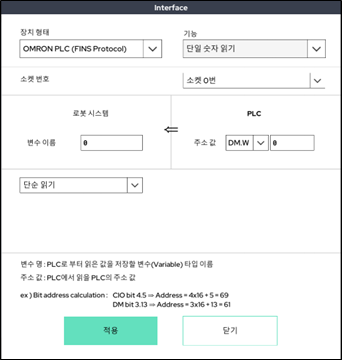 Interface
장치 형태
기능
OMRON PLC (FINS Protocol)
단일 숫자 읽기
소켓 번호
소켓 0번
로봇 시스템
PLC
⇐
변수 이름
0
주소 값
DM.W
0
단순 읽기
변수 명 : PLC로 부터 읽은 값을 저장할 변수(Variable) 타입 이름
주소 값 : PLC에서 읽을 PLC의 주소 값
ex ) Bit address calculation : CIO bit 4.5 ⇒ Address = 4x16 + 5 = 69
DM bit 3.13 ⇒ Address = 3x16 + 13 = 61
적용
닫기